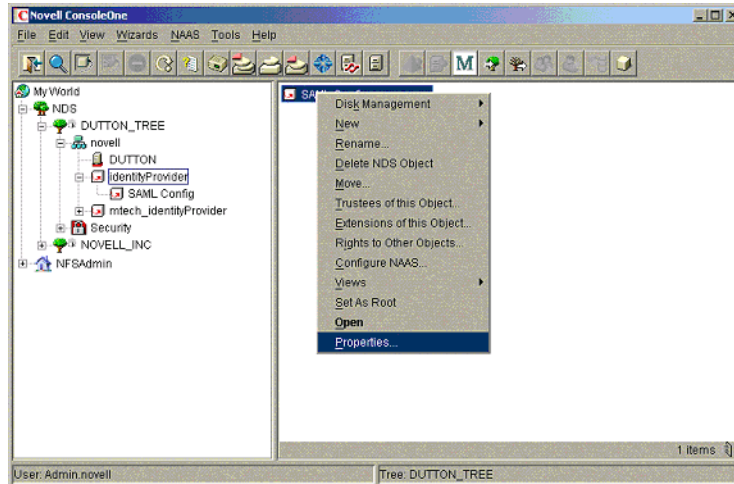 Novell ConsoleOne
File Edit View Wizards NAAS Tools Help
M
My World
NDS
DUTTON_TREE
novell
DUTTON
identityProvider
SAML Config
mtech_identityProvider
Security
NOVELL_INC
NFSAdmin
Disk Management
New
Rename...
Delete NDS Object
Move...
Trustees of this Object...
Extensions of this Object...
Rights to Other Objects...
Configure NAAS...
Views
Set As Root
Open
Properties...
1 items
User: Admin.novell
Tree: DUTTON_TREE